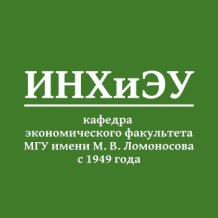 ИНХиЭУ
кафедра
экономического факультета
МГУ имени М. В. Ломоносова
с 1949 года